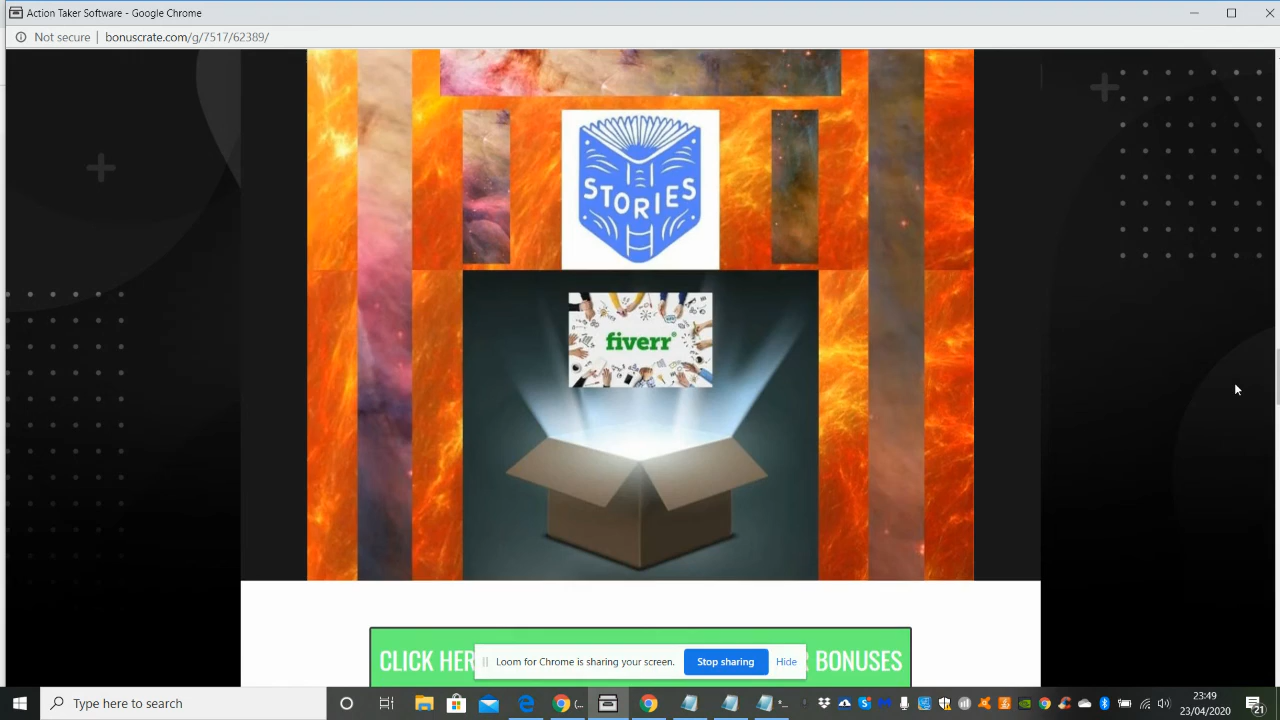 Action Taker Software - Google Chrome
Not secure | bonuscrate.com/g/7517/62389/
STORIES
fiverr
CLICK HER
BONUSES
Loom for Chrome is sharing your screen.
Stop sharing
Hide
Type here to search
23:49
23/04/2020
21